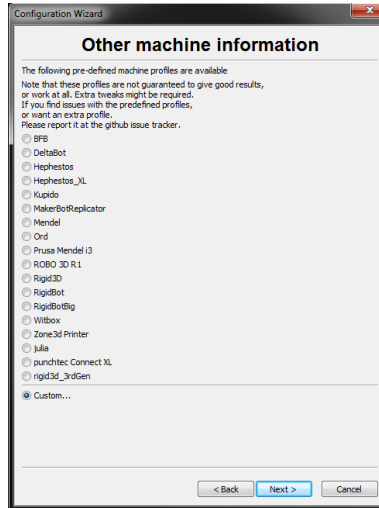 Configuration Wizard
Other machine information
The following pre-defined machine profiles are available
Note that these profiles are not guaranteed to give good results,
or work at all. Extra tweaks might be required.
If you find issues with the predefined profiles,
or want an extra profile.
Please report it at the github issue tracker.
BFB
DeltaBot
Hephestos
Hephestos_XL
Kupido
MakerBotReplicator
Mendel
Ord
Prusa Mendel i3
ROBO 3D R1
Rigid3D
RigidBot
RigidBotBig
Witbox
Zone3d Printer
julia
punchtec Connect XL
rigid3d_3rdGen
Custom...
< Back Next > Cancel